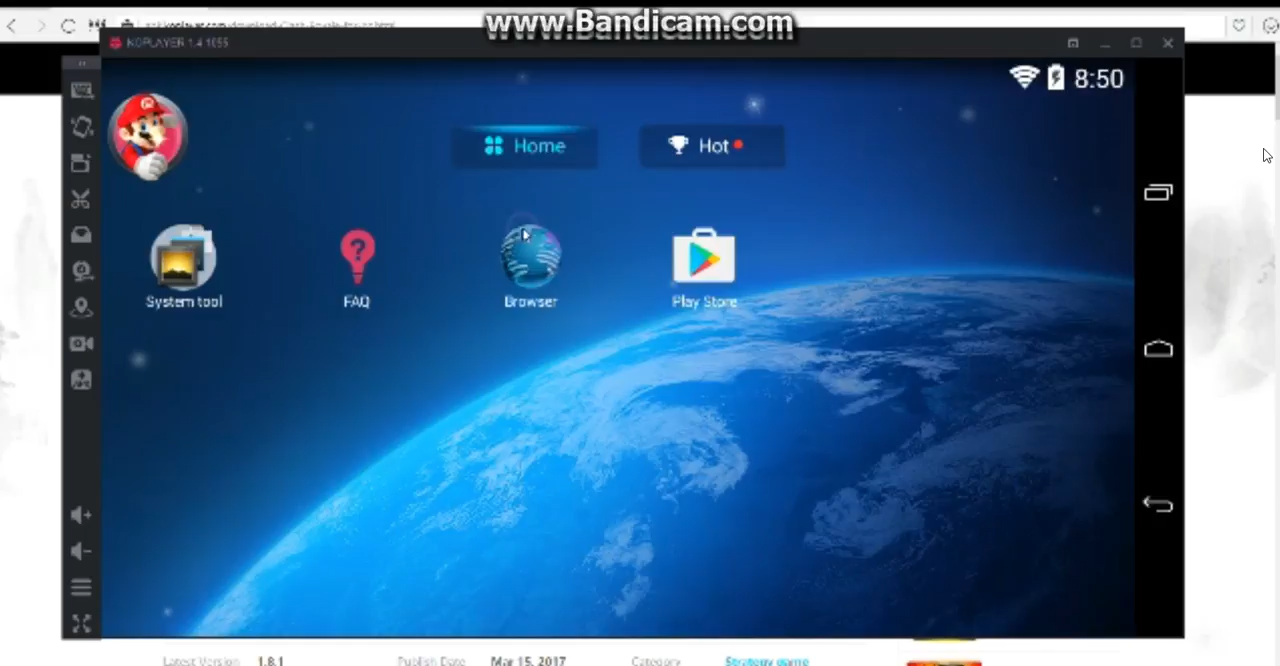 www.Bandicam.com
KOPLAYER 1.4.1055
8:50
Home
Hot
System tool
FAQ
Browser
Play Store
Latest Version 1.8.1
Publish Date Mar 15, 2017
Category Strategy game